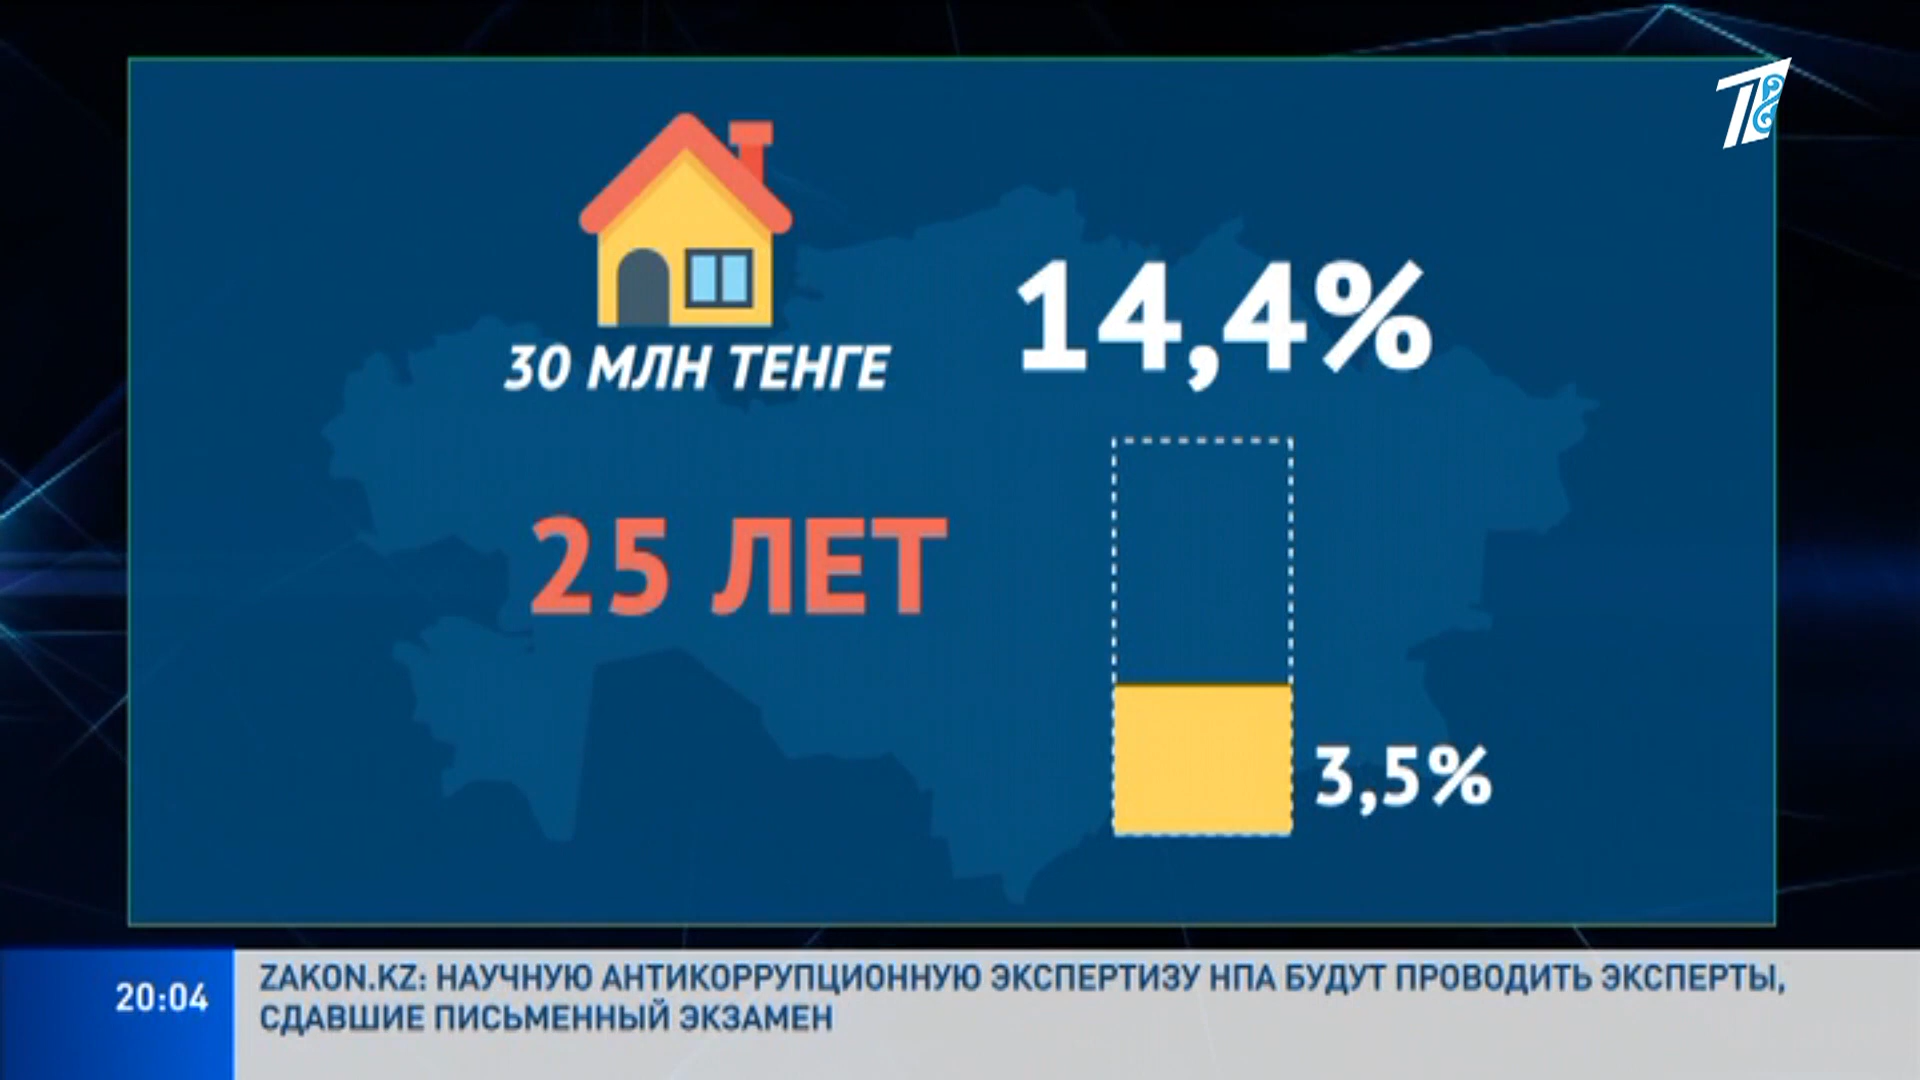 30 МЛН ТЕНГЕ
14,4%
25 ЛЕТ
3,5%
20:04
ZAKON.KZ: НАУЧНУЮ АНТИКОРРУПЦИОННУЮ ЭКСПЕРТИЗУ НПА БУДУТ ПРОВОДИТЬ ЭКСПЕРТЫ,
СДАВШИЕ ПИСЬМЕННЫЙ ЭКЗАМЕН